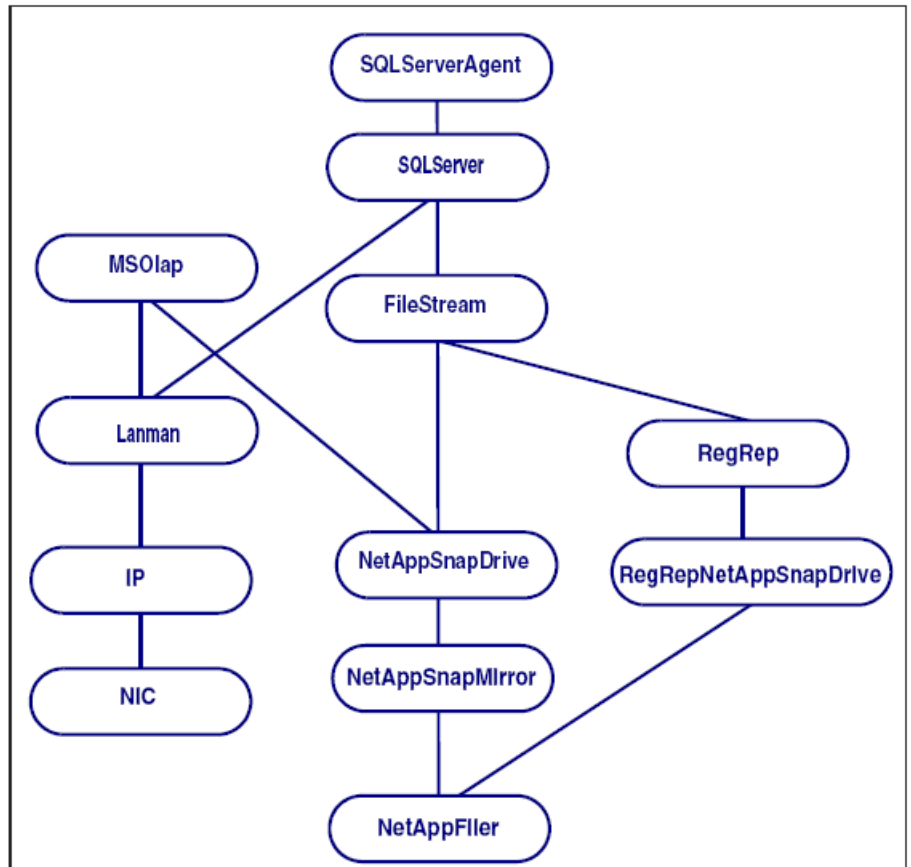 SQLServerAgent
SQLServer
MSOlap
FileStream
Lanman
RegRep
NetAppSnapDrive
IP
RegRepNetAppSnapDrive
NetAppSnapMirror
NIC
NetAppFiler